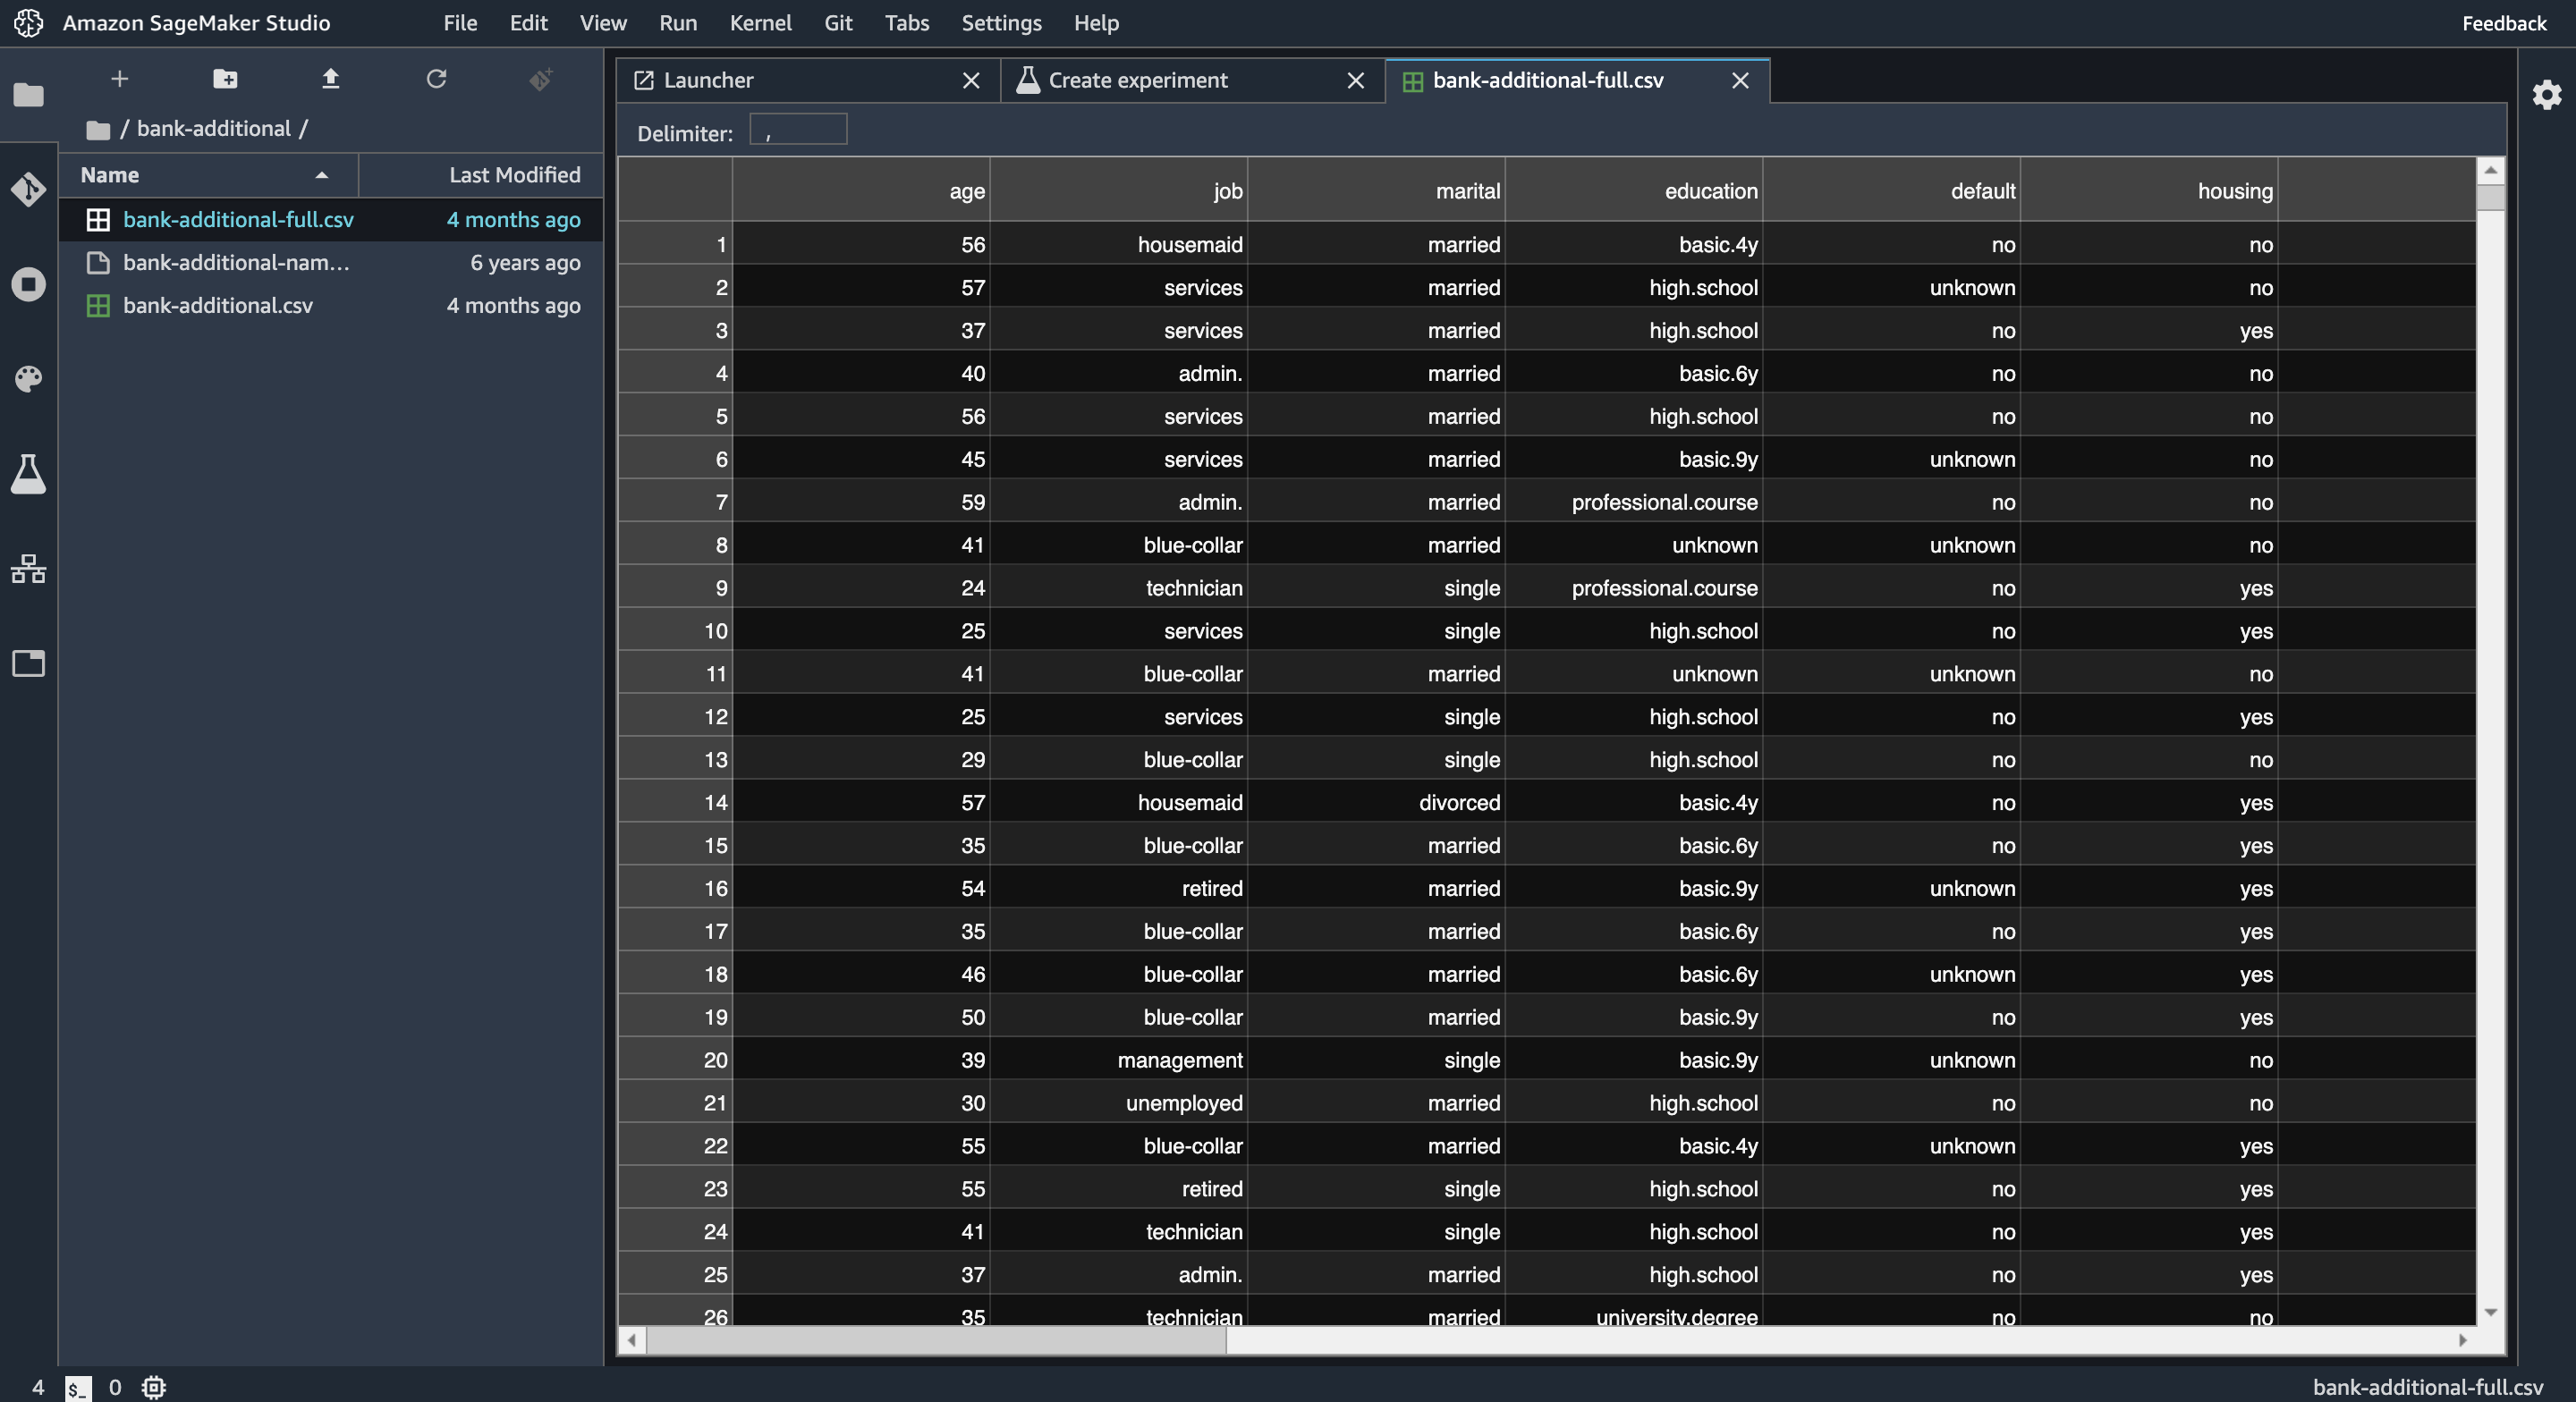 Amazon SageMaker Studio File Edit View Run Kernel Git Tabs Settings Help Feedback
Launcher Create experiment bank-additional-full.csv
/ bank-additional /
Delimiter: ,
Name Last Modified
bank-additional-full.csv 4 months ago
bank-additional-nam... 6 years ago
bank-additional.csv 4 months ago
age job marital education default housing
1 56 housemaid married basic.4y no no
2 57 services married high.school unknown no
3 37 services married high.school no yes
4 40 admin. married basic.6y no no
5 56 services married high.school no no
6 45 services married basic.9y unknown no
7 59 admin. married professional.course no no
8 41 blue-collar married unknown unknown no
9 24 technician single professional.course no yes
10 25 services single high.school no yes
11 41 blue-collar married unknown unknown no
12 25 services single high.school no yes
13 29 blue-collar single high.school no no
14 57 housemaid divorced basic.4y no yes
15 35 blue-collar married basic.6y no yes
16 54 retired married basic.9y unknown yes
17 35 blue-collar married basic.6y no yes
18 46 blue-collar married basic.6y unknown yes
19 50 blue-collar married basic.9y no yes
20 39 management single basic.9y unknown no
21 30 unemployed married high.school no no
22 55 blue-collar married basic.4y unknown yes
23 55 retired single high.school no yes
24 41 technician single high.school no yes
25 37 admin. married high.school no yes
26 35 technician married university.degree no no
4 $_ 0 bank-additional-full.csv